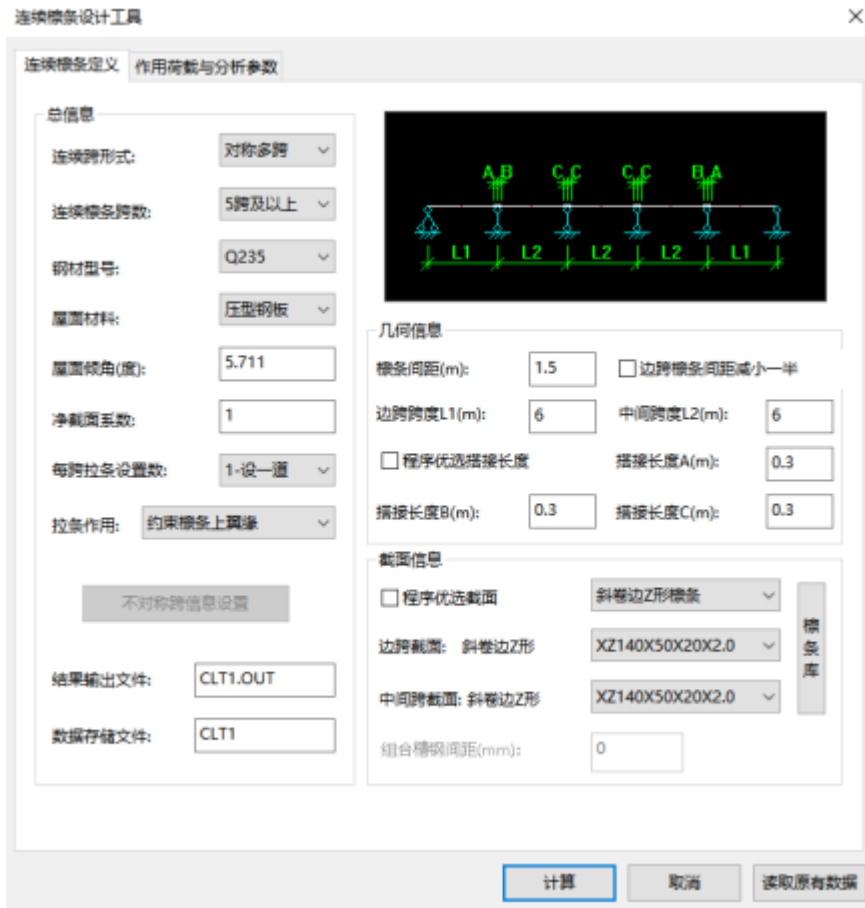 连续檩条设计工具
连续檩条定义 作用荷载与分析参数
总信息
连续跨形式: 对称多跨
连续檩条跨数: 5跨及以上
钢材型号: Q235
屋面材料: 压型钢板
屋面倾角(度): 5.711
净截面系数: 1
每跨拉条设置数: 1-设一道
拉条作用: 约束檩条上翼缘
不对称跨信息设置
结果输出文件: CLT1.OUT
数据存储文件: CLT1
A B C C C C B A
L1 L2 L2 L2 L1
几何信息
檩条间距(m): 1.5 边跨檩条间距减小一半
边跨跨度L1(m): 6 中间跨度L2(m): 6
程序优选搭接长度 搭接长度A(m): 0.3
搭接长度B(m): 0.3 搭接长度C(m): 0.3
截面信息
程序优选截面 斜卷边Z形檩条
边跨截面: 斜卷边Z形 XZ140X50X20X2.0
中间跨截面: 斜卷边Z形 XZ140X50X20X2.0
组合槽钢间距(mm): 0
檩条库
计算 取消 读取原有数据